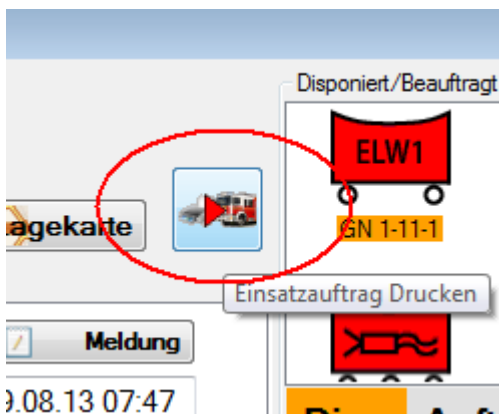 Disponiert/Beauftragt
ELW1
GN 1-11-1
agekarte
Einsatzauftrag Drucken
Meldung
9.08.13 07:47